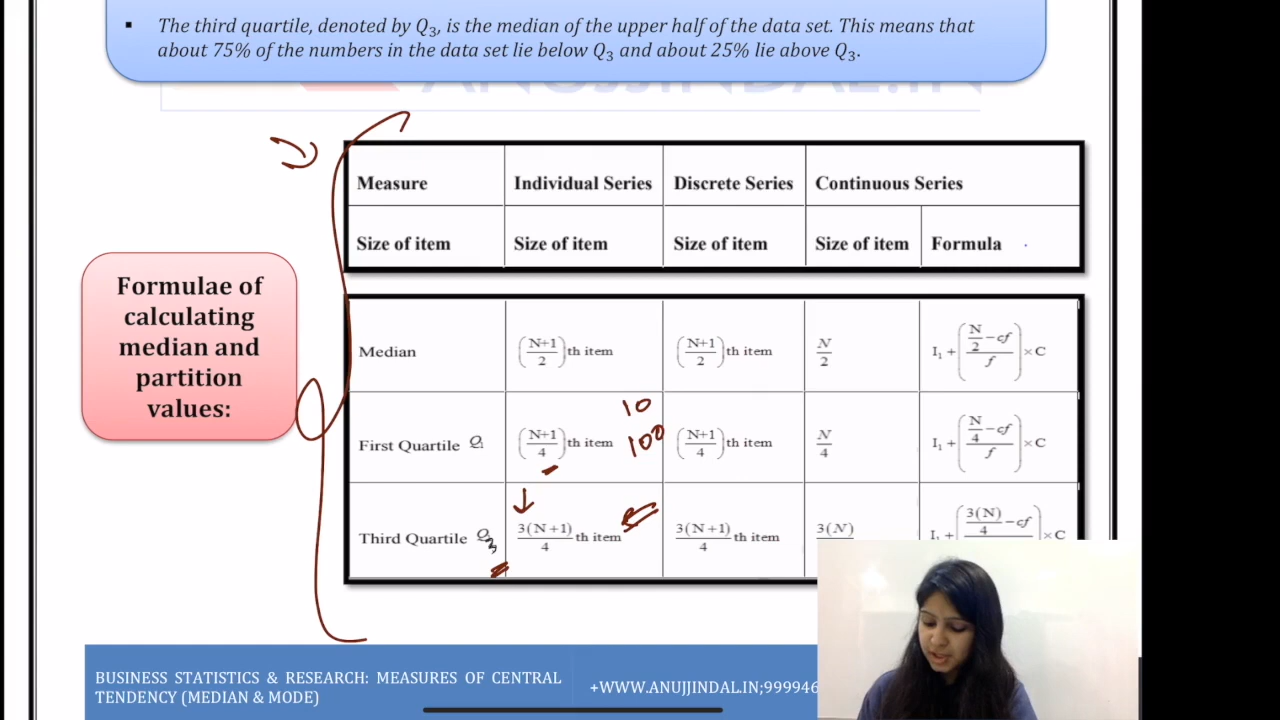 ▪ The third quartile, denoted by Q3, is the median of the upper half of the data set. This means that
about 75% of the numbers in the data set lie below Q3 and about 25% lie above Q3.
Measure Individual Series Discrete Series Continuous Series
Size of item Size of item Size of item Size of item Formula
Formulae of
calculating
median and
partition
values:
Median (N+1/2)th item (N+1/2)th item N/2 I1 + (N/2 - cf / f) × C
10
100
First Quartile Q1 (N+1/4)th item (N+1/4)th item N/4 I1 + (N/4 - cf / f) × C
Third Quartile Q3 3(N+1)/4 th item 3(N+1)/4 th item 3(N) I1 + (3(N)/4 - cf) × C
BUSINESS STATISTICS & RESEARCH: MEASURES OF CENTRAL
TENDENCY (MEDIAN & MODE)
+WWW.ANUJJINDAL.IN;999946